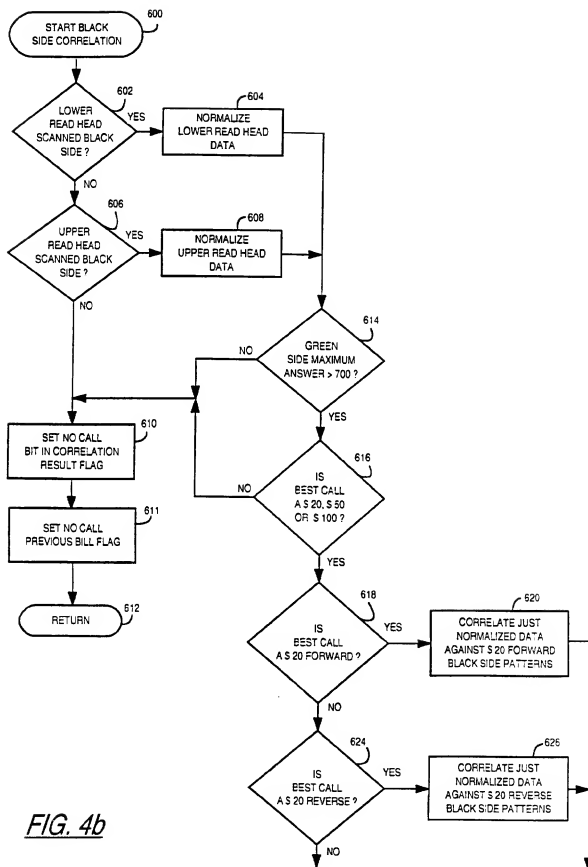 START BLACK
SIDE CORRELATION
600
602
LOWER
READ HEAD
SCANNED BLACK
SIDE ?
YES
604
NORMALIZE
LOWER READ HEAD
DATA
NO
606
UPPER
READ HEAD
SCANNED BLACK
SIDE ?
YES
608
NORMALIZE
UPPER READ HEAD
DATA
NO
614
GREEN
SIDE MAXIMUM
ANSWER > 700 ?
NO
YES
610
SET NO CALL
BIT IN CORRELATION
RESULT FLAG
616
IS
BEST CALL
A $ 20, $ 50
OR $ 100 ?
NO
YES
611
SET NO CALL
PREVIOUS BILL FLAG
RETURN
612
618
IS
BEST CALL
A $ 20 FORWARD ?
YES
620
CORRELATE JUST
NORMALIZED DATA
AGAINST $ 20 FORWARD
BLACK SIDE PATTERNS
NO
624
IS
BEST CALL
A $ 20 REVERSE ?
YES
626
CORRELATE JUST
NORMALIZED DATA
AGAINST $ 20 REVERSE
BLACK SIDE PATTERNS
NO
FIG. 4b